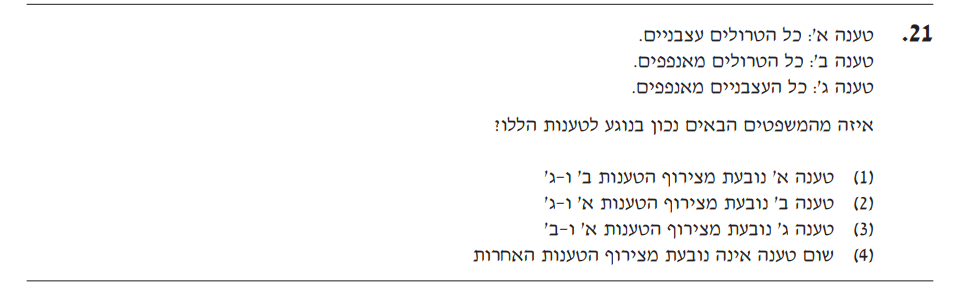 21. טענה א': כל הטרולים עצבניים.
טענה ב': כל הטרולים מאנפפים.
טענה ג': כל העצבניים מאנפפים.
איזה מהמשפטים הבאים נכון בנוגע לטענות הללו?
(1) טענה א' נובעת מצירוף הטענות ב' ו-ג'
(2) טענה ב' נובעת מצירוף הטענות א' ו-ג'
(3) טענה ג' נובעת מצירוף הטענות א' ו-ב'
(4) שום טענה אינה נובעת מצירוף הטענות האחרות